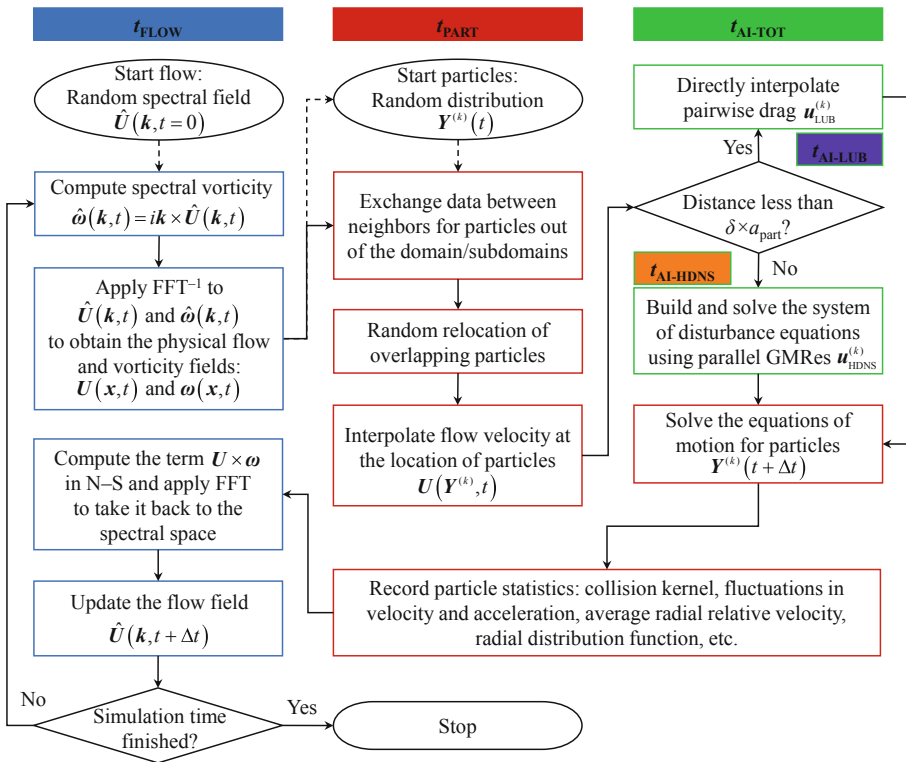 t_FLOW
Start flow:
Random spectral field
Û(k,t=0)
Compute spectral vorticity
ω̂(k,t)=ik×Û(k,t)
Apply FFT⁻¹ to
Û(k,t) and ω̂(k,t)
to obtain the physical flow
and vorticity fields:
U(x,t) and ω(x,t)
Compute the term U×ω
in N–S and apply FFT
to take it back to the
spectral space
Update the flow field
Û(k,t+Δt)
Simulation time
finished?
No
Yes
t_PART
Start particles:
Random distribution
Y⁽ᵏ⁾(t)
Exchange data between
neighbors for particles out
of the domain/subdomains
Random relocation of
overlapping particles
Interpolate flow velocity at
the location of particles
U(Y⁽ᵏ⁾,t)
Record particle statistics: collision kernel, fluctuations in
velocity and acceleration, average radial relative velocity,
radial distribution function, etc.
Stop
t_AI-TOT
Directly interpolate
pairwise drag u_LUB⁽ᵏ⁾
Yes
t_AI-LUB
Distance less than
δ×a_part?
t_AI-HDNS
No
Build and solve the system
of disturbance equations
using parallel GMRes u_HDNS⁽ᵏ⁾
Solve the equations of
motion for particles
Y⁽ᵏ⁾(t+Δt)